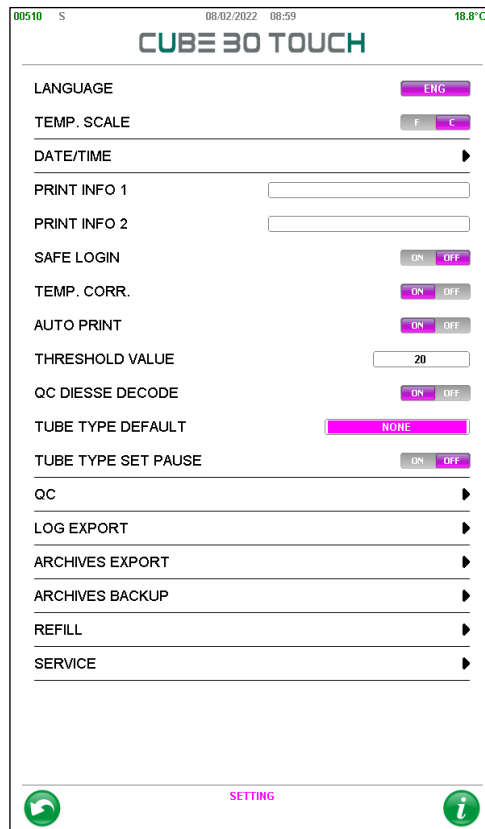 00510 S 08/02/2022 08:59 18.8°C
CUBE 30 TOUCH
LANGUAGE ENG
TEMP. SCALE F C
DATE/TIME
PRINT INFO 1
PRINT INFO 2
SAFE LOGIN ON OFF
TEMP. CORR. ON OFF
AUTO PRINT ON OFF
THRESHOLD VALUE 20
QC DIESSE DECODE ON OFF
TUBE TYPE DEFAULT NONE
TUBE TYPE SET PAUSE ON OFF
QC
LOG EXPORT
ARCHIVES EXPORT
ARCHIVES BACKUP
REFILL
SERVICE
SETTING
i